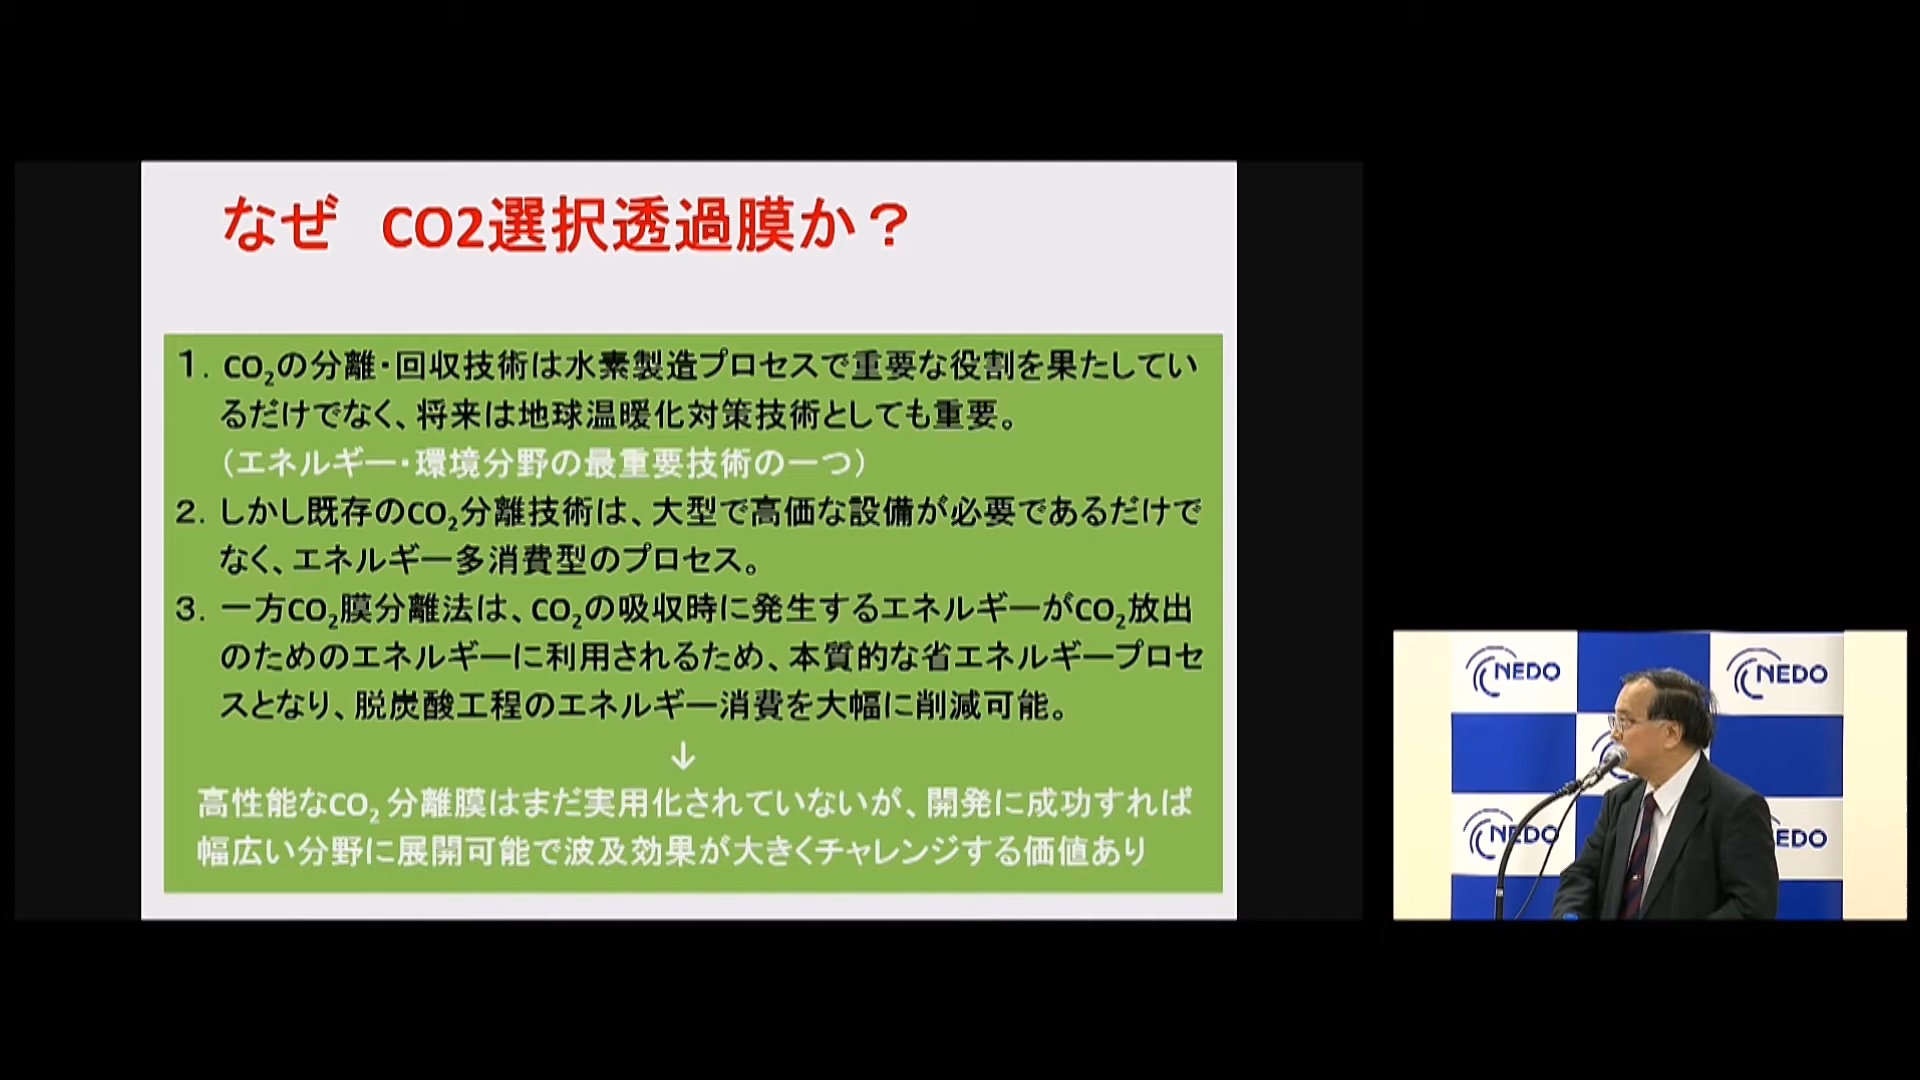 なぜ　CO2選択透過膜か？
１．CO₂の分離・回収技術は水素製造プロセスで重要な役割を果たしてい
るだけでなく、将来は地球温暖化対策技術としても重要。
（エネルギー・環境分野の最重要技術の一つ）
２．しかし既存のCO₂分離技術は、大型で高価な設備が必要であるだけで
なく、エネルギー多消費型のプロセス。
３．一方CO₂膜分離法は、CO₂の吸収時に発生するエネルギーがCO₂放出
のためのエネルギーに利用されるため、本質的な省エネルギープロセ
スとなり、脱炭酸工程のエネルギー消費を大幅に削減可能。
↓
高性能なCO₂ 分離膜はまだ実用化されていないが、開発に成功すれば
幅広い分野に展開可能で波及効果が大きくチャレンジする価値あり
NEDO
NEDO
NEDO
EDO